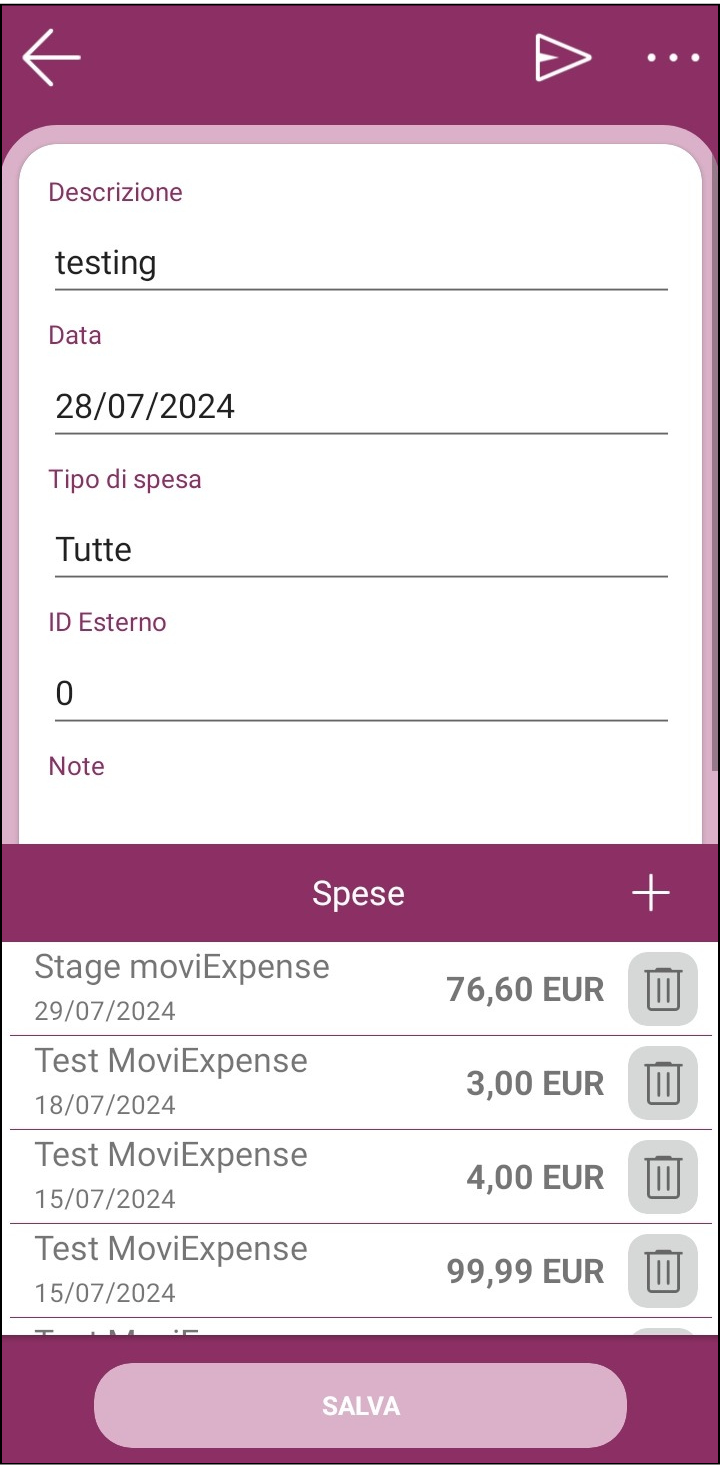 Descrizione
testing
Data
28/07/2024
Tipo di spesa
Tutte
ID Esterno
0
Note
Spese
Stage moviExpense
76,60 EUR
29/07/2024
Test MoviExpense
3,00 EUR
18/07/2024
Test MoviExpense
4,00 EUR
15/07/2024
Test MoviExpense
99,99 EUR
15/07/2024
SALVA